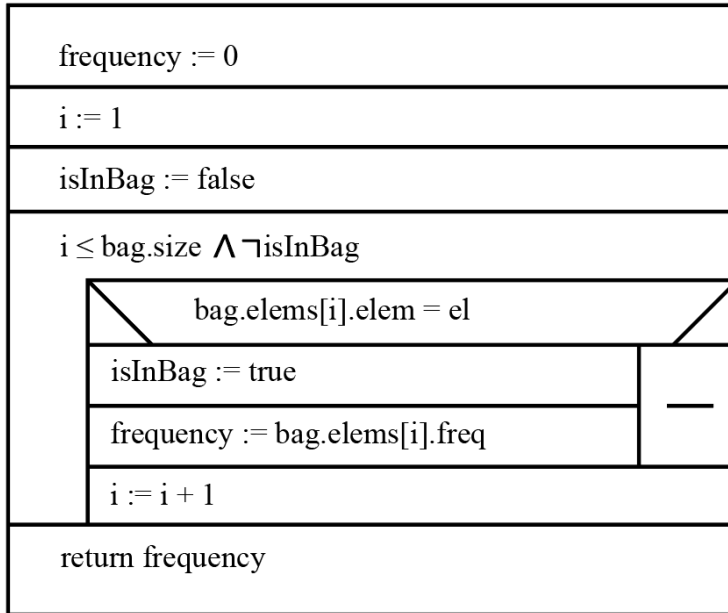 frequency := 0
i := 1
isInBag := false
i ≤ bag.size ∧ ¬isInBag
bag.elems[i].elem = el
isInBag := true
—
frequency := bag.elems[i].freq
i := i + 1
return frequency